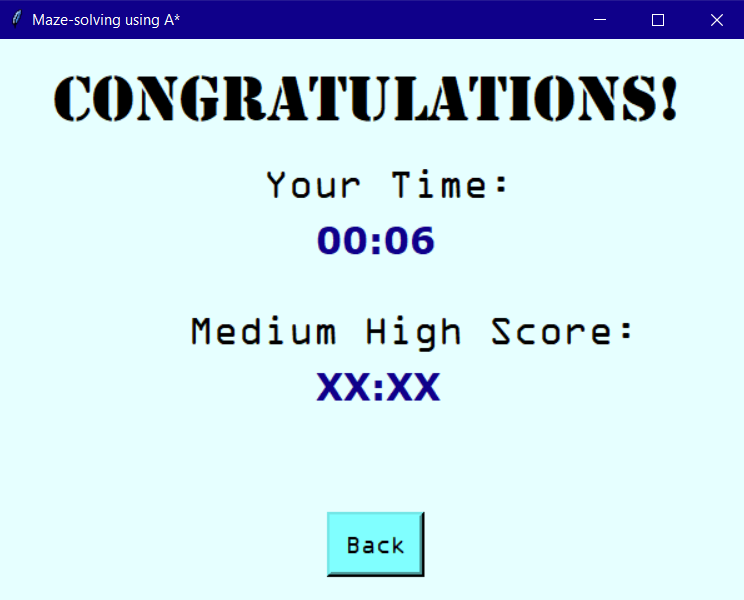 Maze-solving using A*
CONGRATULATIONS!
Your Time:
00:06
Medium High Score:
XX:XX
Back